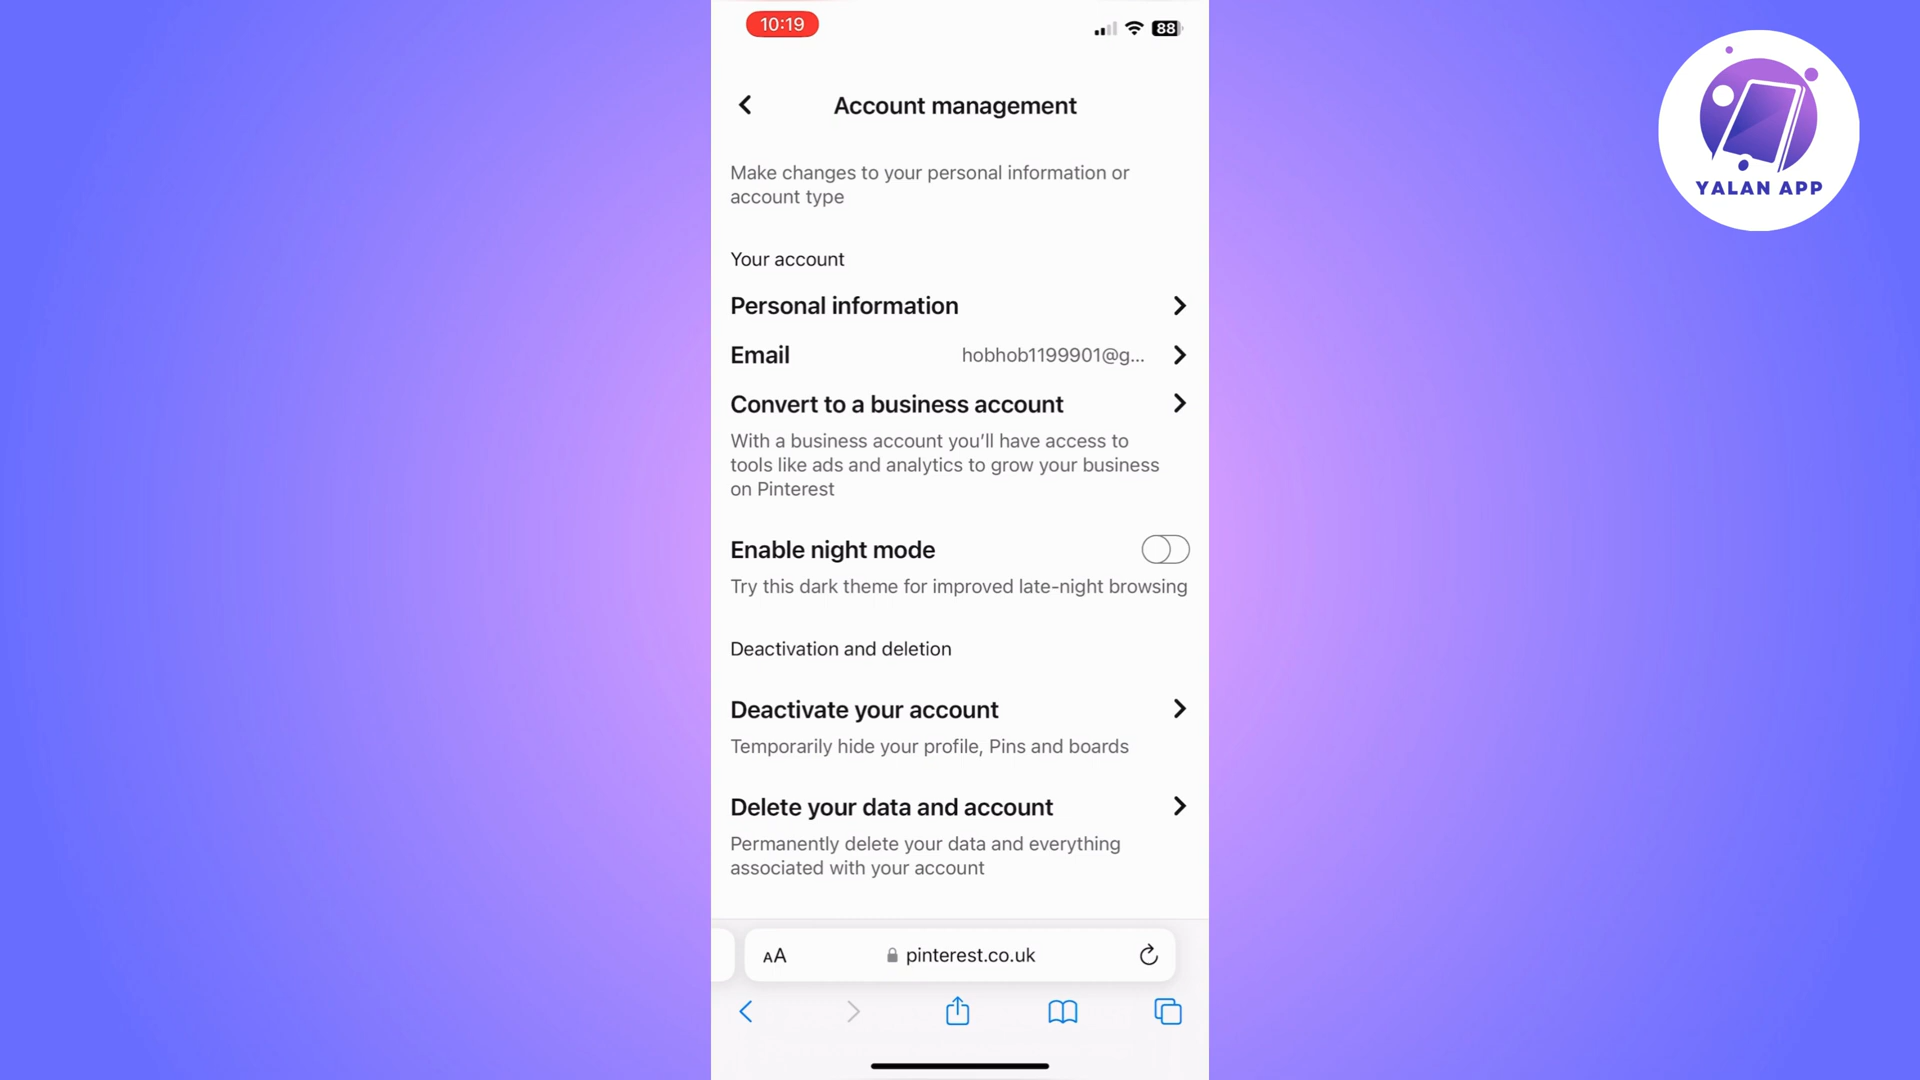 10:19
88
YALAN APP
Account management
Make changes to your personal information or
account type
Your account
Personal information
Email hobhob1199901@g...
Convert to a business account
With a business account you’ll have access to
tools like ads and analytics to grow your business
on Pinterest
Enable night mode
Try this dark theme for improved late-night browsing
Deactivation and deletion
Deactivate your account
Temporarily hide your profile, Pins and boards
Delete your data and account
Permanently delete your data and everything
associated with your account
AA pinterest.co.uk